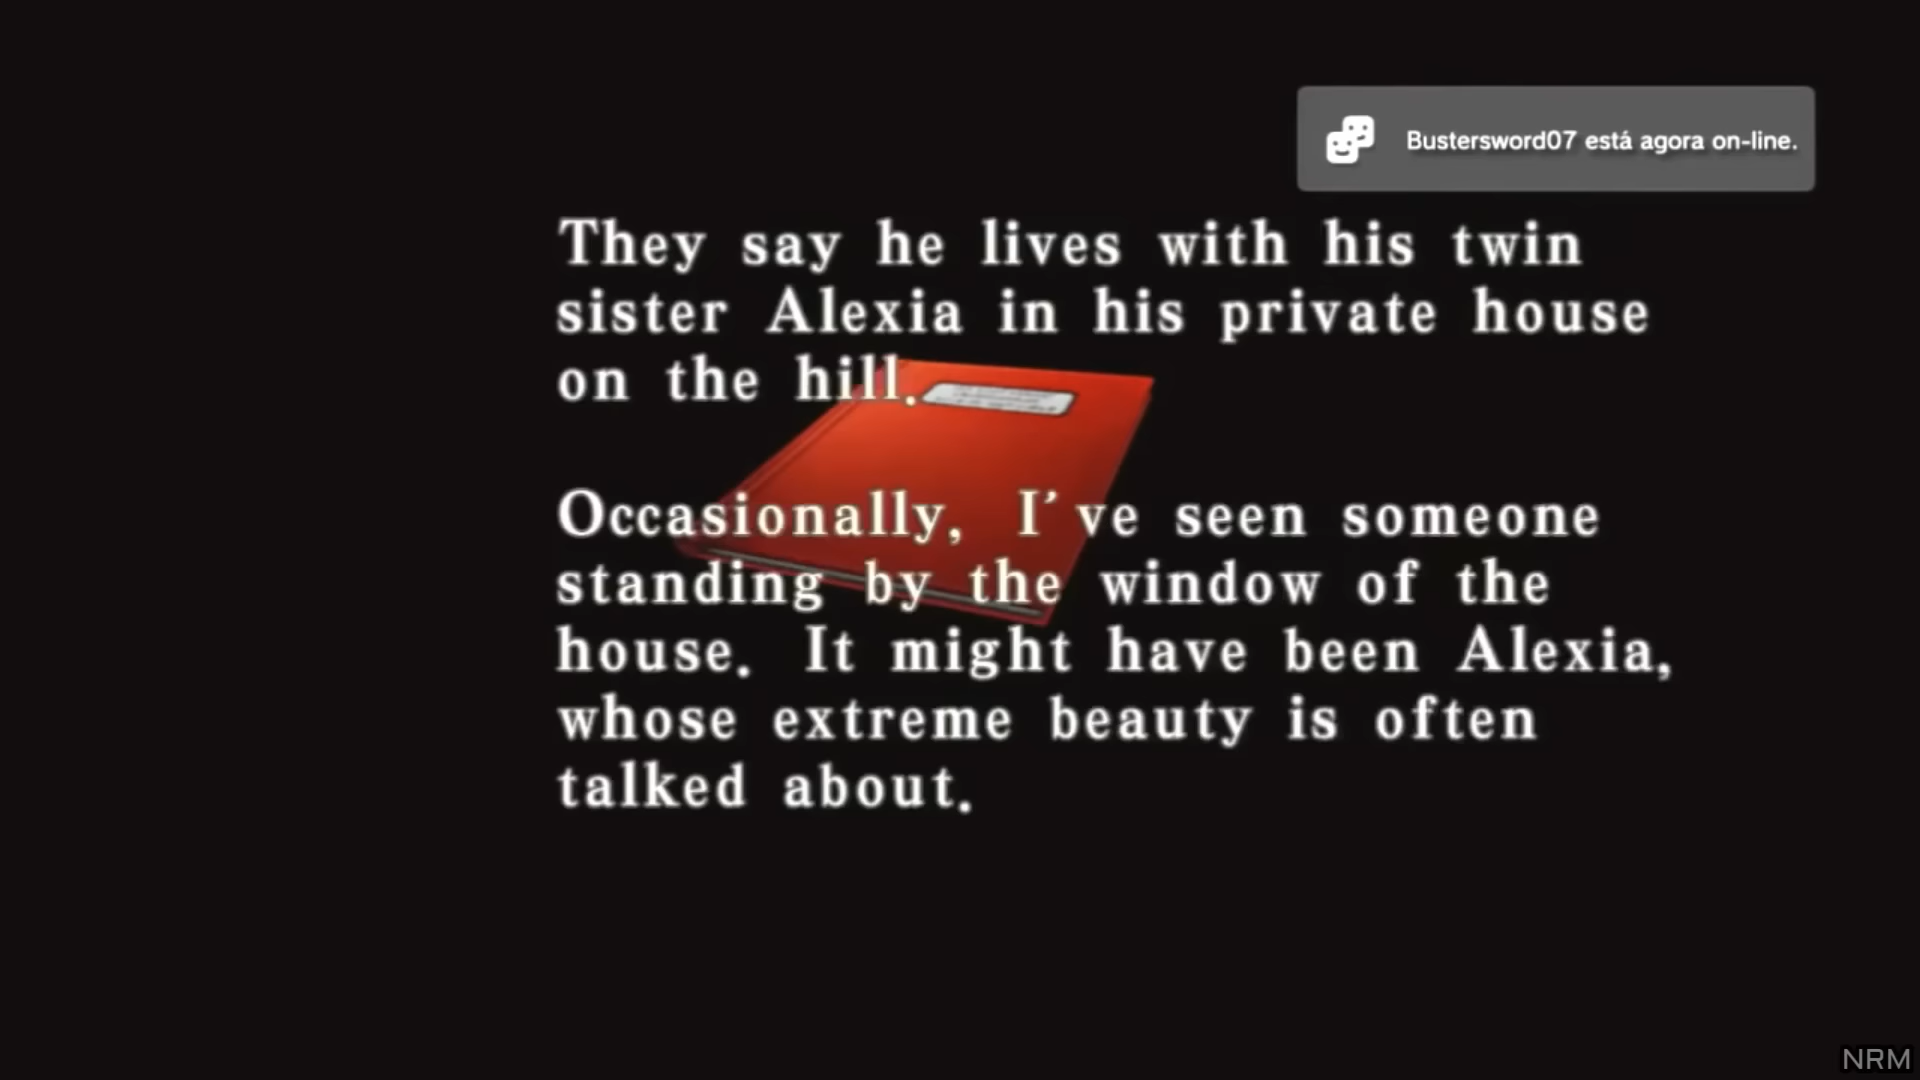 Bustersword07 está agora on-line.
They say he lives with his twin
sister Alexia in his private house
on the hill.
Occasionally, I've seen someone
standing by the window of the
house. It might have been Alexia,
whose extreme beauty is often
talked about.
NRM